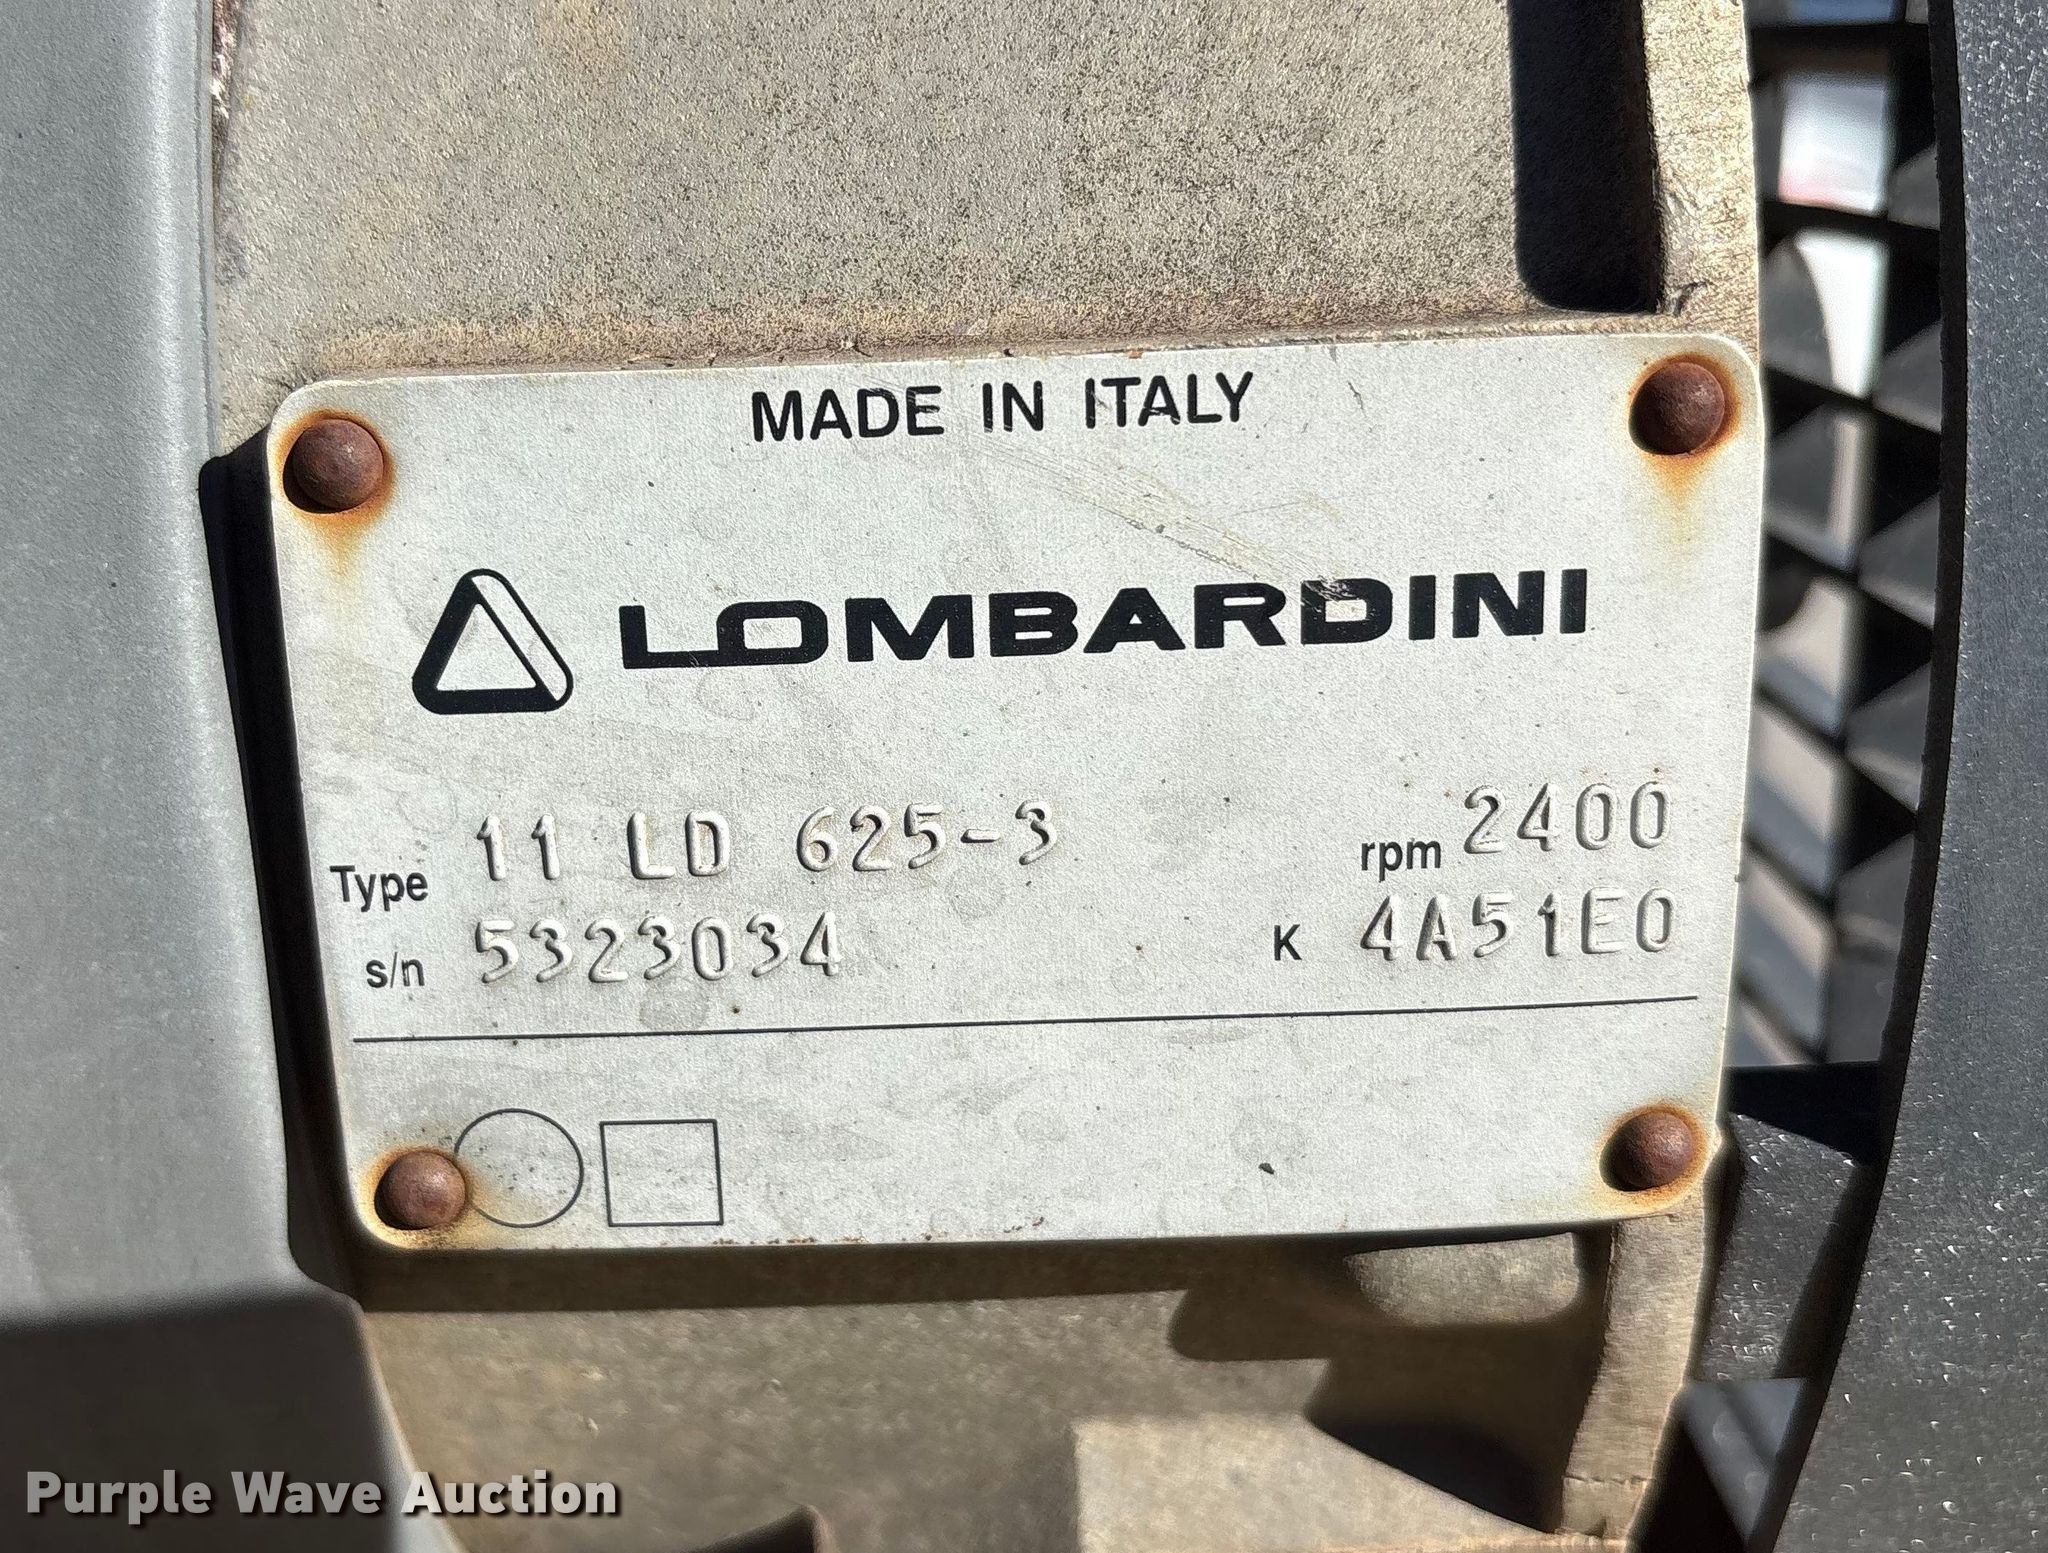 MADE IN ITALY
LOMBARDINI
Type 11 LD 625-3 rpm 2400
s/n 5323034 K 4A51E0
Purple Wave Auction